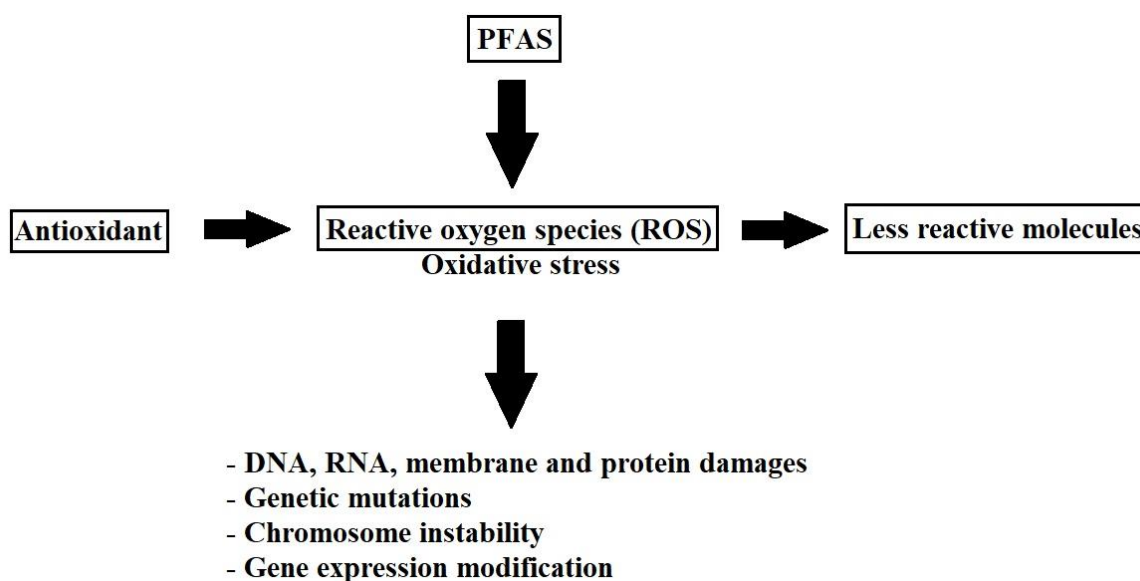 PFAS
Antioxidant
Reactive oxygen species (ROS)
Less reactive molecules
Oxidative stress
- DNA, RNA, membrane and protein damages
- Genetic mutations
- Chromosome instability
- Gene expression modification